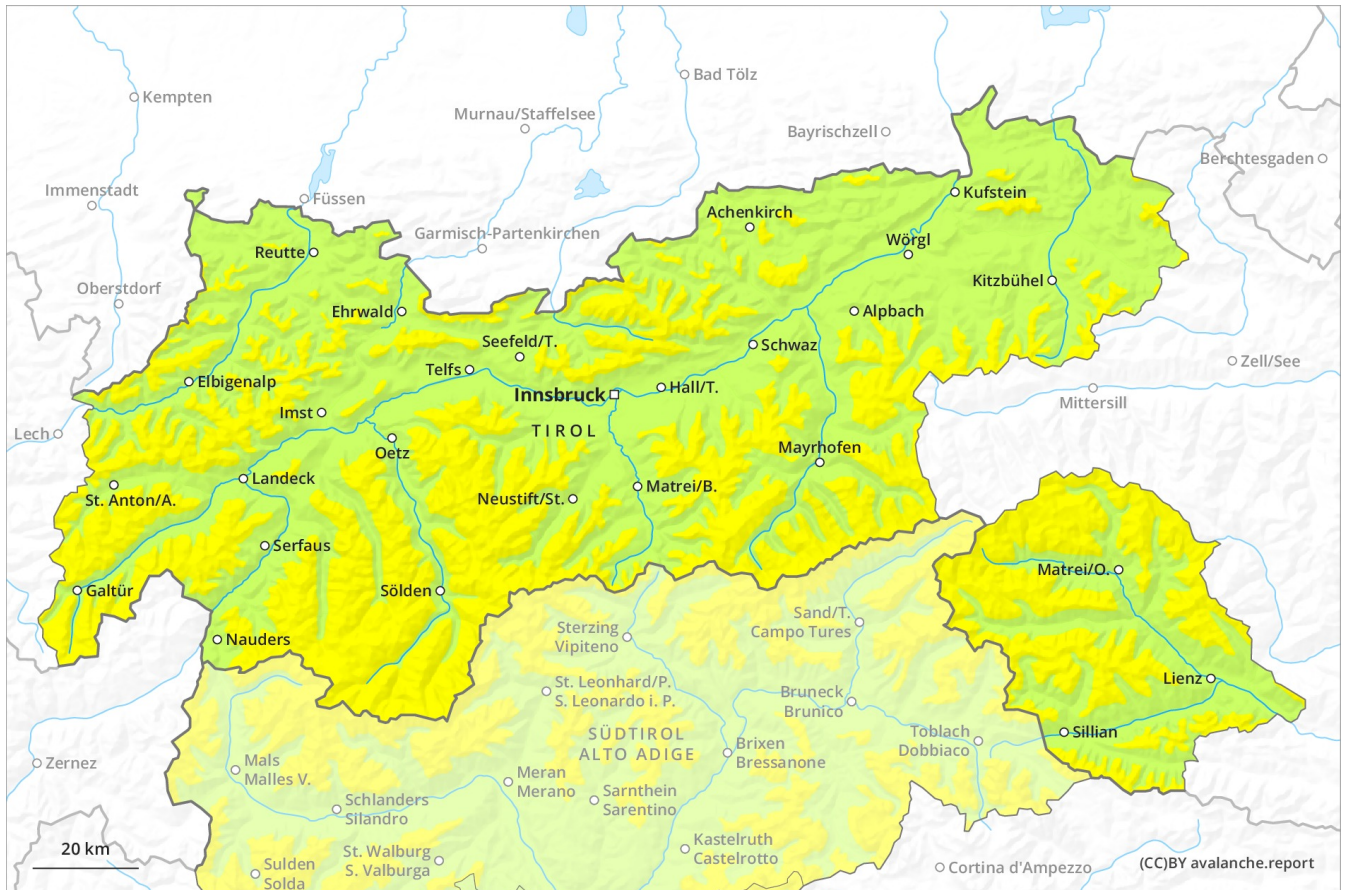 Bad Tölz
Kempten
Murnau/Staffelsee
Bayrischzell
Berchtesgaden
Immenstadt
Füssen
Kufstein
Achenkirch
Garmisch-Partenkirchen
Reutte
Wörgl
Oberstdorf
Kitzbühel
Ehrwald
Alpbach
Seefeld/T.
Schwaz
Zell/See
Telfs
Elbigenalp
Hall/T.
Innsbruck
Mittersill
Imst
TIROL
Lech
Oetz
Mayrhofen
Landeck
St. Anton/A.
Neustift/St.
Matrei/B.
Serfaus
Matrei/O.
Galtür
Sölden
Sand/T.
Campo Tures
Sterzing
Vipiteno
Nauders
Lienz
St. Leonhard/P.
S. Leonardo i. P.
Bruneck
Brunico
SÜDTIROL
ALTO ADIGE
Toblach
Dobbiaco
Sillian
Brixen
Bressanone
Zernez
Mals
Malles V.
Meran
Merano
Sarnthein
Sarentino
Schlanders
Silandro
Kastelruth
Castelrotto
20 km
St. Walburg
S. Valburga
Sulden
Solda
Cortina d'Ampezzo
(CC)BY avalanche.report